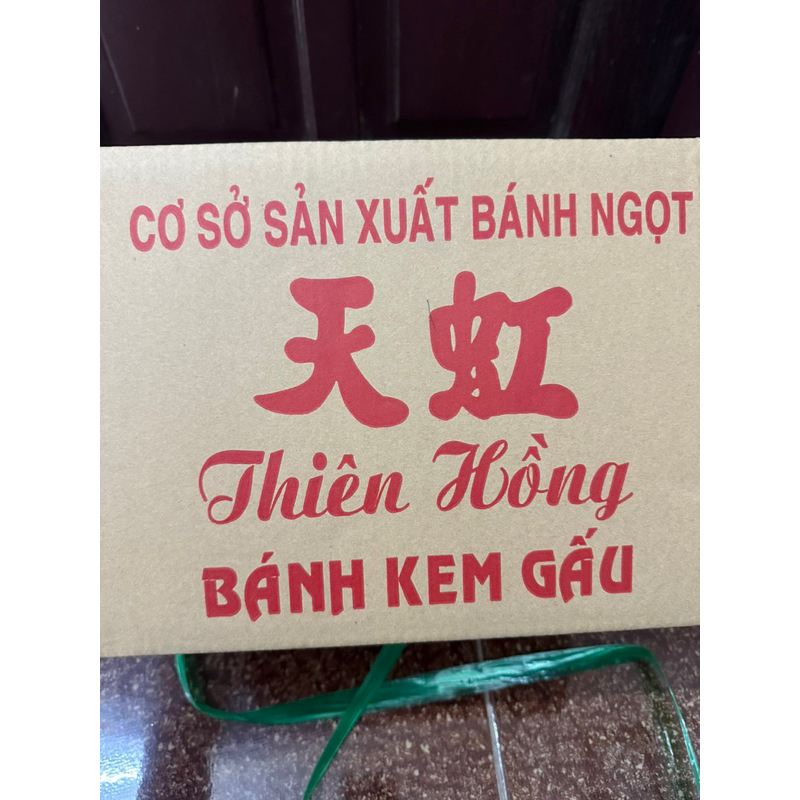 CƠ SỞ SẢN XUẤT BÁNH NGỌT
天虹
Thiên Hồng
BÁNH KEM GẤU